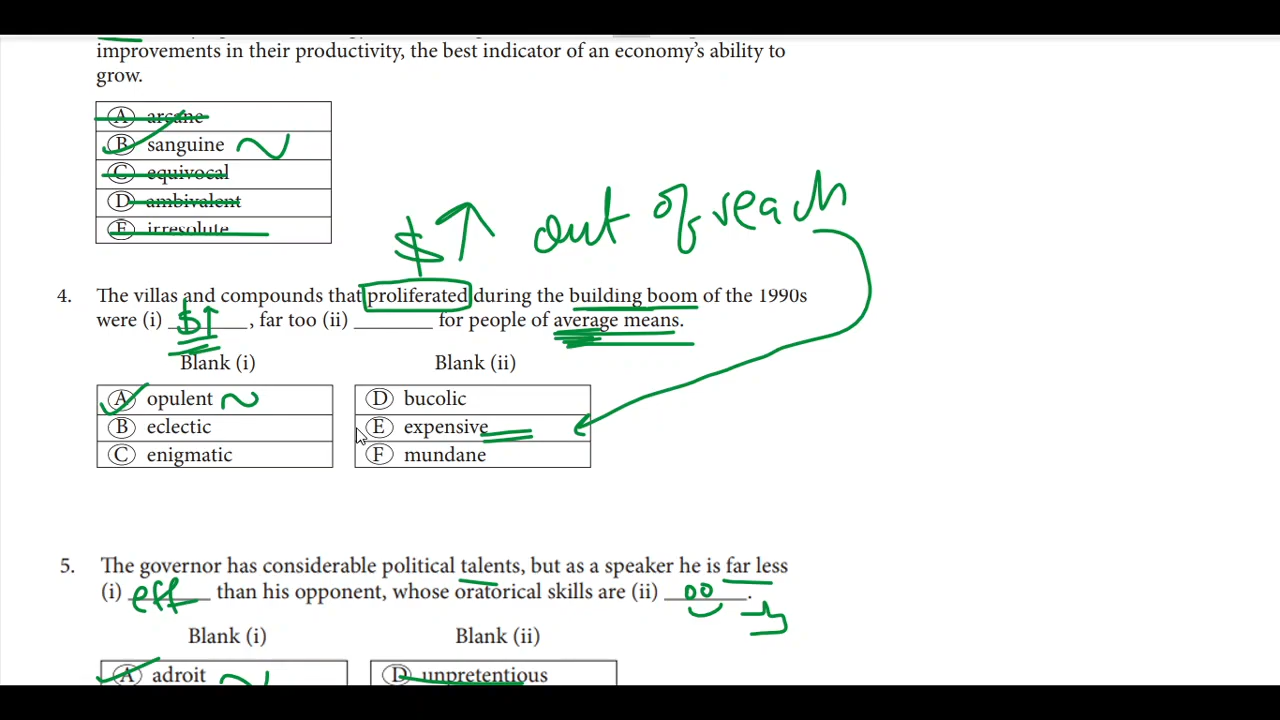 improvements in their productivity, the best indicator of an economy's ability to
grow.
A arcane
B sanguine
C equivocal
D ambivalent
E irresolute
$↑ out of reach
4. The villas and compounds that proliferated during the building boom of the 1990s
were (i) $↑, far too (ii) ________ for people of average means.
Blank (i) Blank (ii)
A opulent D bucolic
B eclectic E expensive
C enigmatic F mundane
5. The governor has considerable political talents, but as a speaker he is far less
(i) eff than his opponent, whose oratorical skills are (ii) ________.
Blank (i) Blank (ii)
A adroit D unpretentious